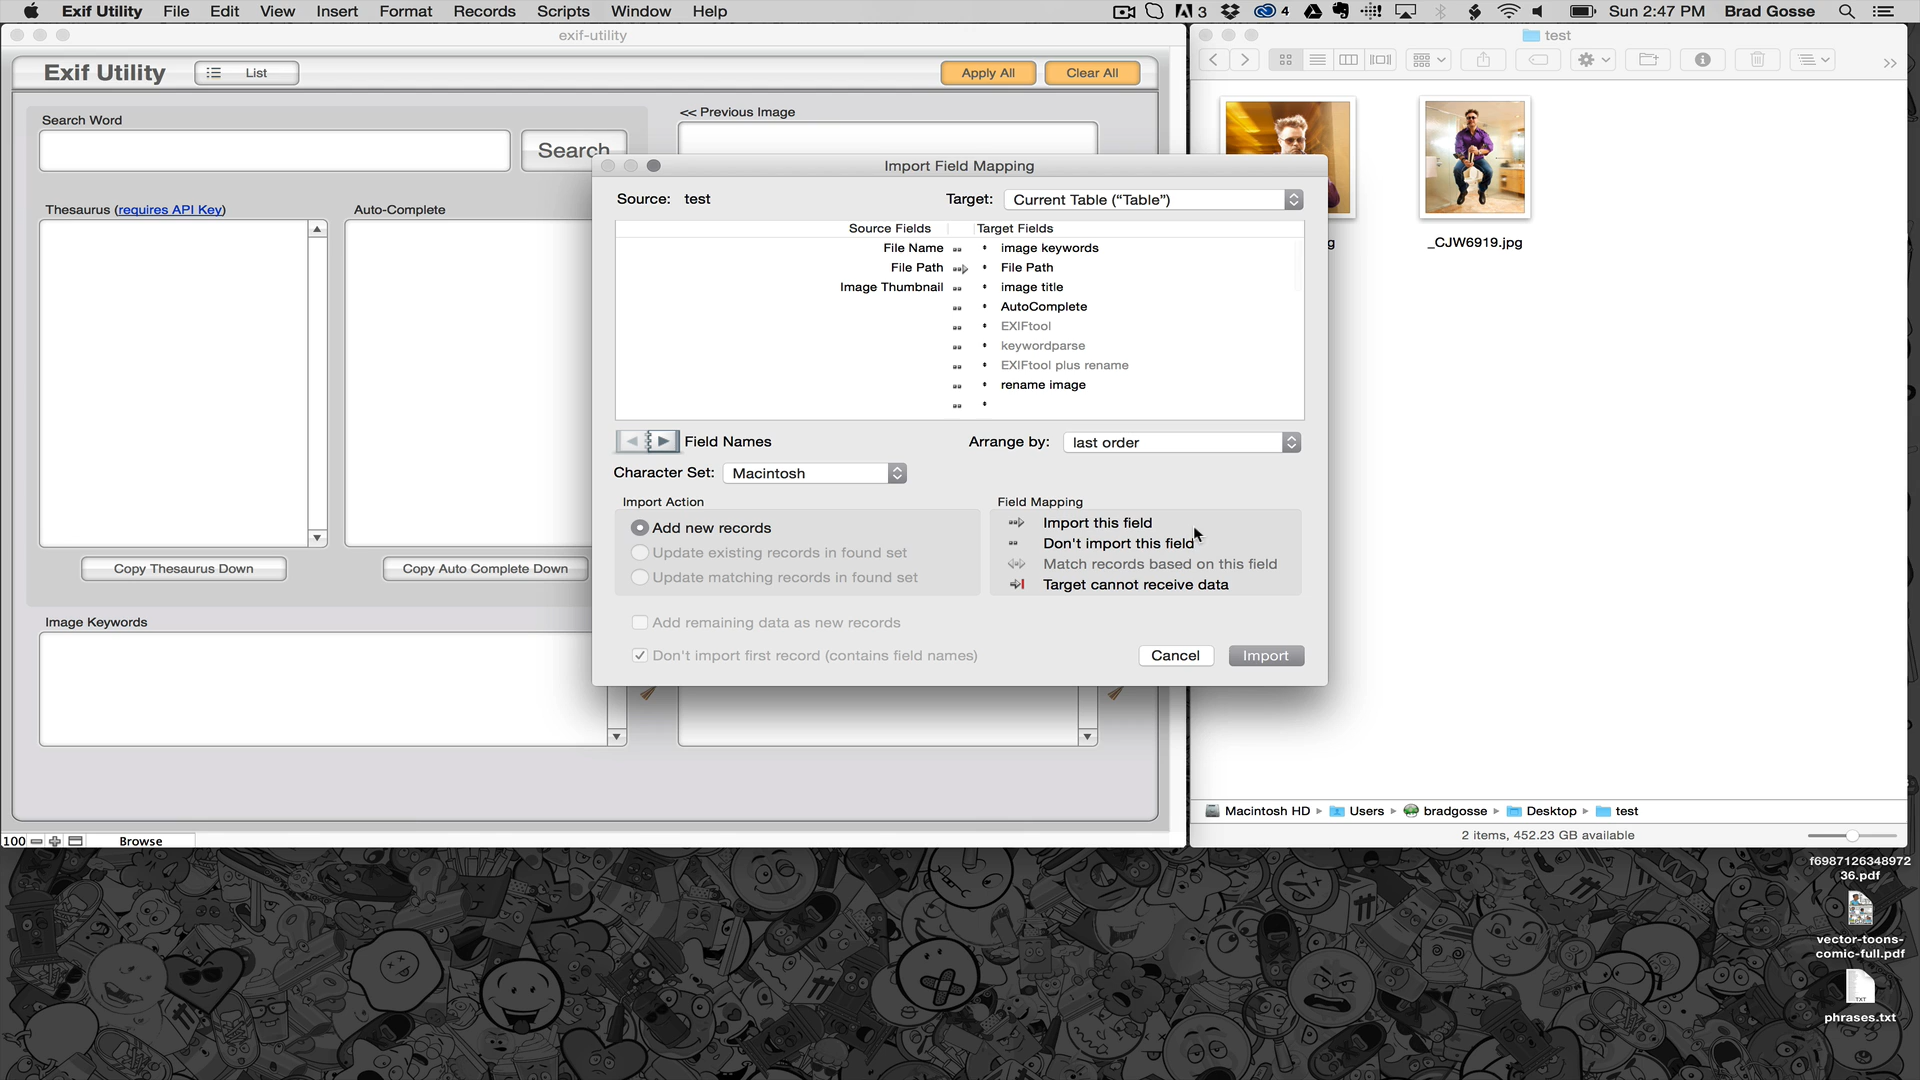 Exif Utility File Edit View Insert Format Records Scripts Window Help
3 4 Sun 2:47 PM Brad Gosse
exif-utility
test
Exif Utility
List
Apply All
Clear All
Search Word
<< Previous Image
Search
Thesaurus (requires API Key)
Auto-Complete
Copy Thesaurus Down
Copy Auto Complete Down
Image Keywords
100
Browse
Import Field Mapping
Source: test
Target: Current Table (“Table”)
Source Fields Target Fields
File Name image keywords
File Path File Path
Image Thumbnail image title
AutoComplete
EXIFtool
keywordparse
EXIFtool plus rename
rename image
Field Names
Arrange by: last order
Character Set: Macintosh
Import Action
Add new records
Update existing records in found set
Update matching records in found set
Field Mapping
Import this field
Don't import this field
Match records based on this field
Target cannot receive data
Add remaining data as new records
Don't import first record (contains field names)
Cancel
Import
g
_CJW6919.jpg
Macintosh HD Users bradgosse Desktop test
2 items, 452.23 GB available
f6987126348972
36.pdf
vector-toons-
comic-full.pdf
TXT
phrases.txt